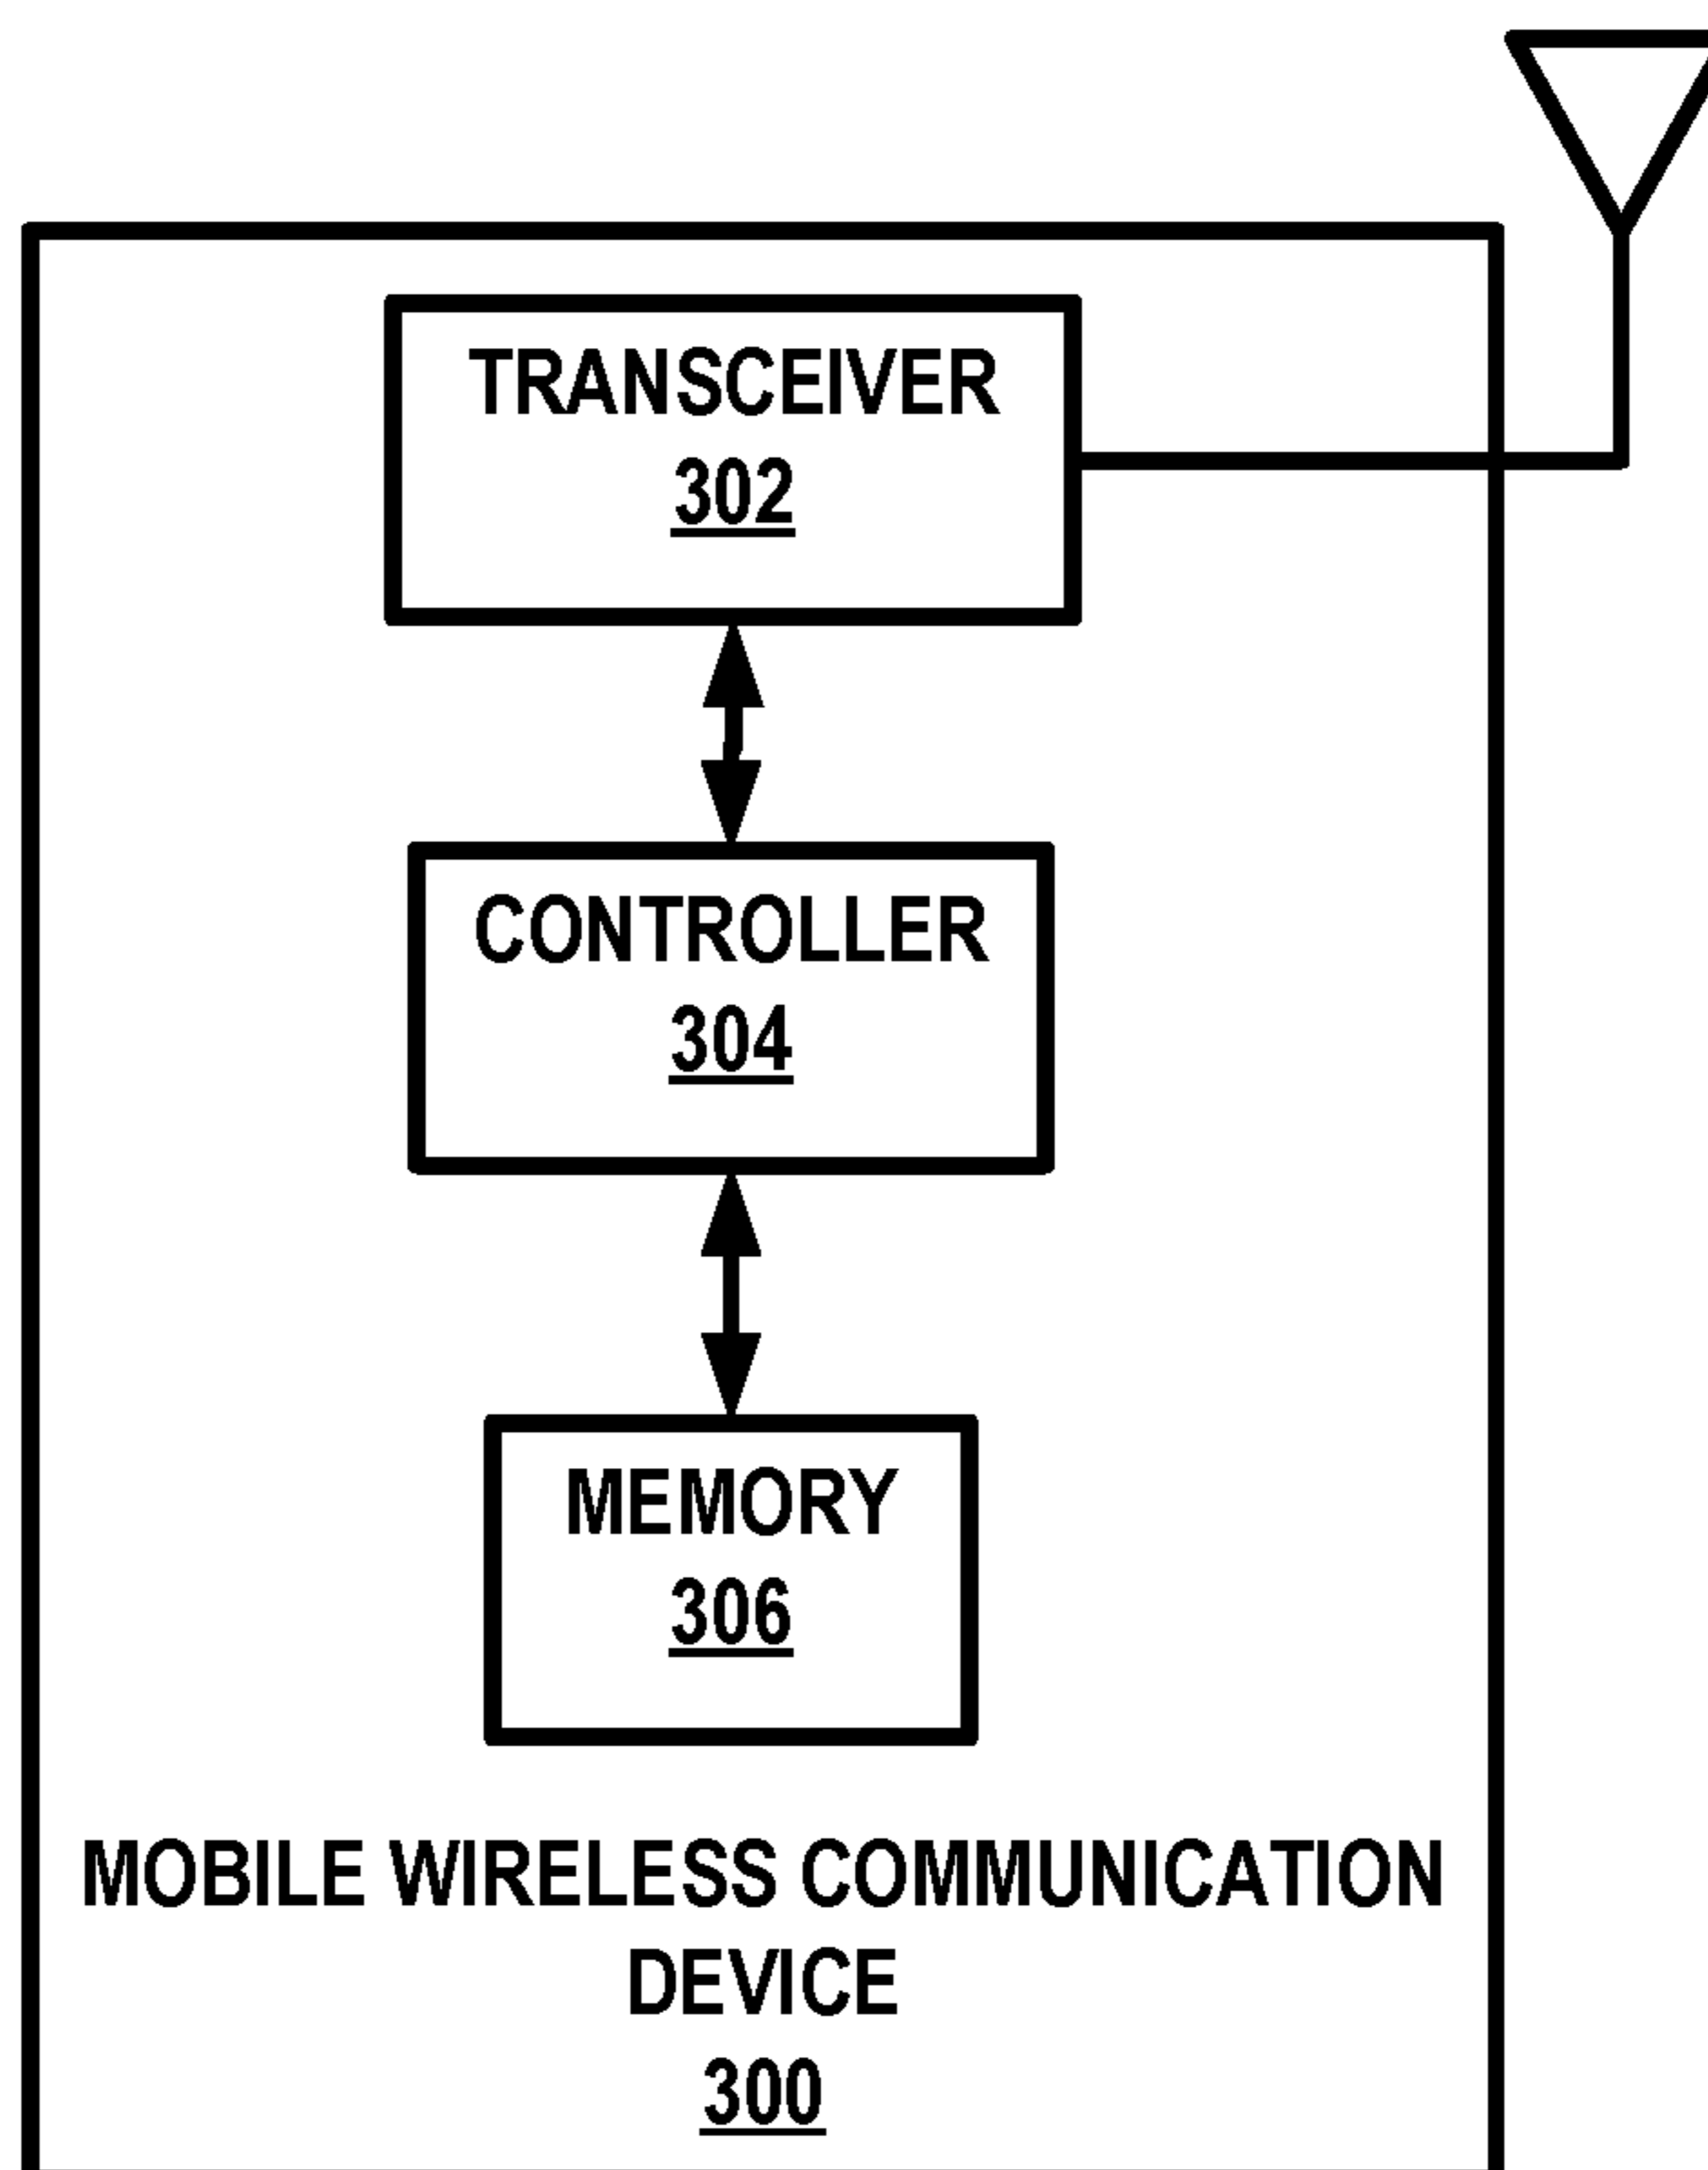 TRANSCEIVER
302
CONTROLLER
304
MEMORY
306
MOBILE WIRELESS COMMUNICATION
DEVICE
300